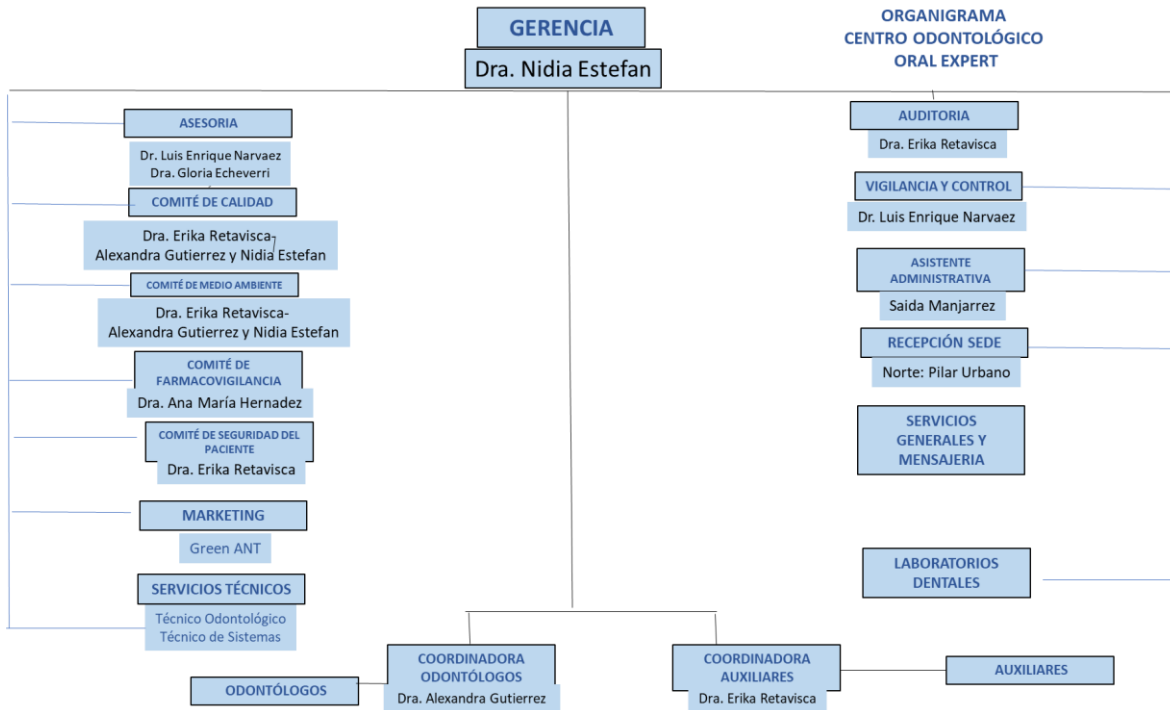 GERENCIA
Dra. Nidia Estefan
ORGANIGRAMA
CENTRO ODONTOLÓGICO
ORAL EXPERT
ASESORIA
Dr. Luis Enrique Narvaez
Dra. Gloria Echeverri
COMITÉ DE CALIDAD
Dra. Erika Retavisca-
Alexandra Gutierrez y Nidia Estefan
COMITÉ DE MEDIO AMBIENTE
Dra. Erika Retavisca-
Alexandra Gutierrez y Nidia Estefan
COMITÉ DE
FARMACOVIGILANCIA
Dra. Ana María Hernadez
COMITÉ DE SEGURIDAD DEL
PACIENTE
Dra. Erika Retavisca
MARKETING
Green ANT
SERVICIOS TÉCNICOS
Técnico Odontológico
Técnico de Sistemas
AUDITORIA
Dra. Erika Retavisca
VIGILANCIA Y CONTROL
Dr. Luis Enrique Narvaez
ASISTENTE
ADMINISTRATIVA
Saida Manjarrez
RECEPCIÓN SEDE
Norte: Pilar Urbano
SERVICIOS
GENERALES Y
MENSAJERIA
LABORATORIOS
DENTALES
COORDINADORA
ODONTÓLOGOS
Dra. Alexandra Gutierrez
ODONTÓLOGOS
COORDINADORA
AUXILIARES
Dra. Erika Retavisca
AUXILIARES